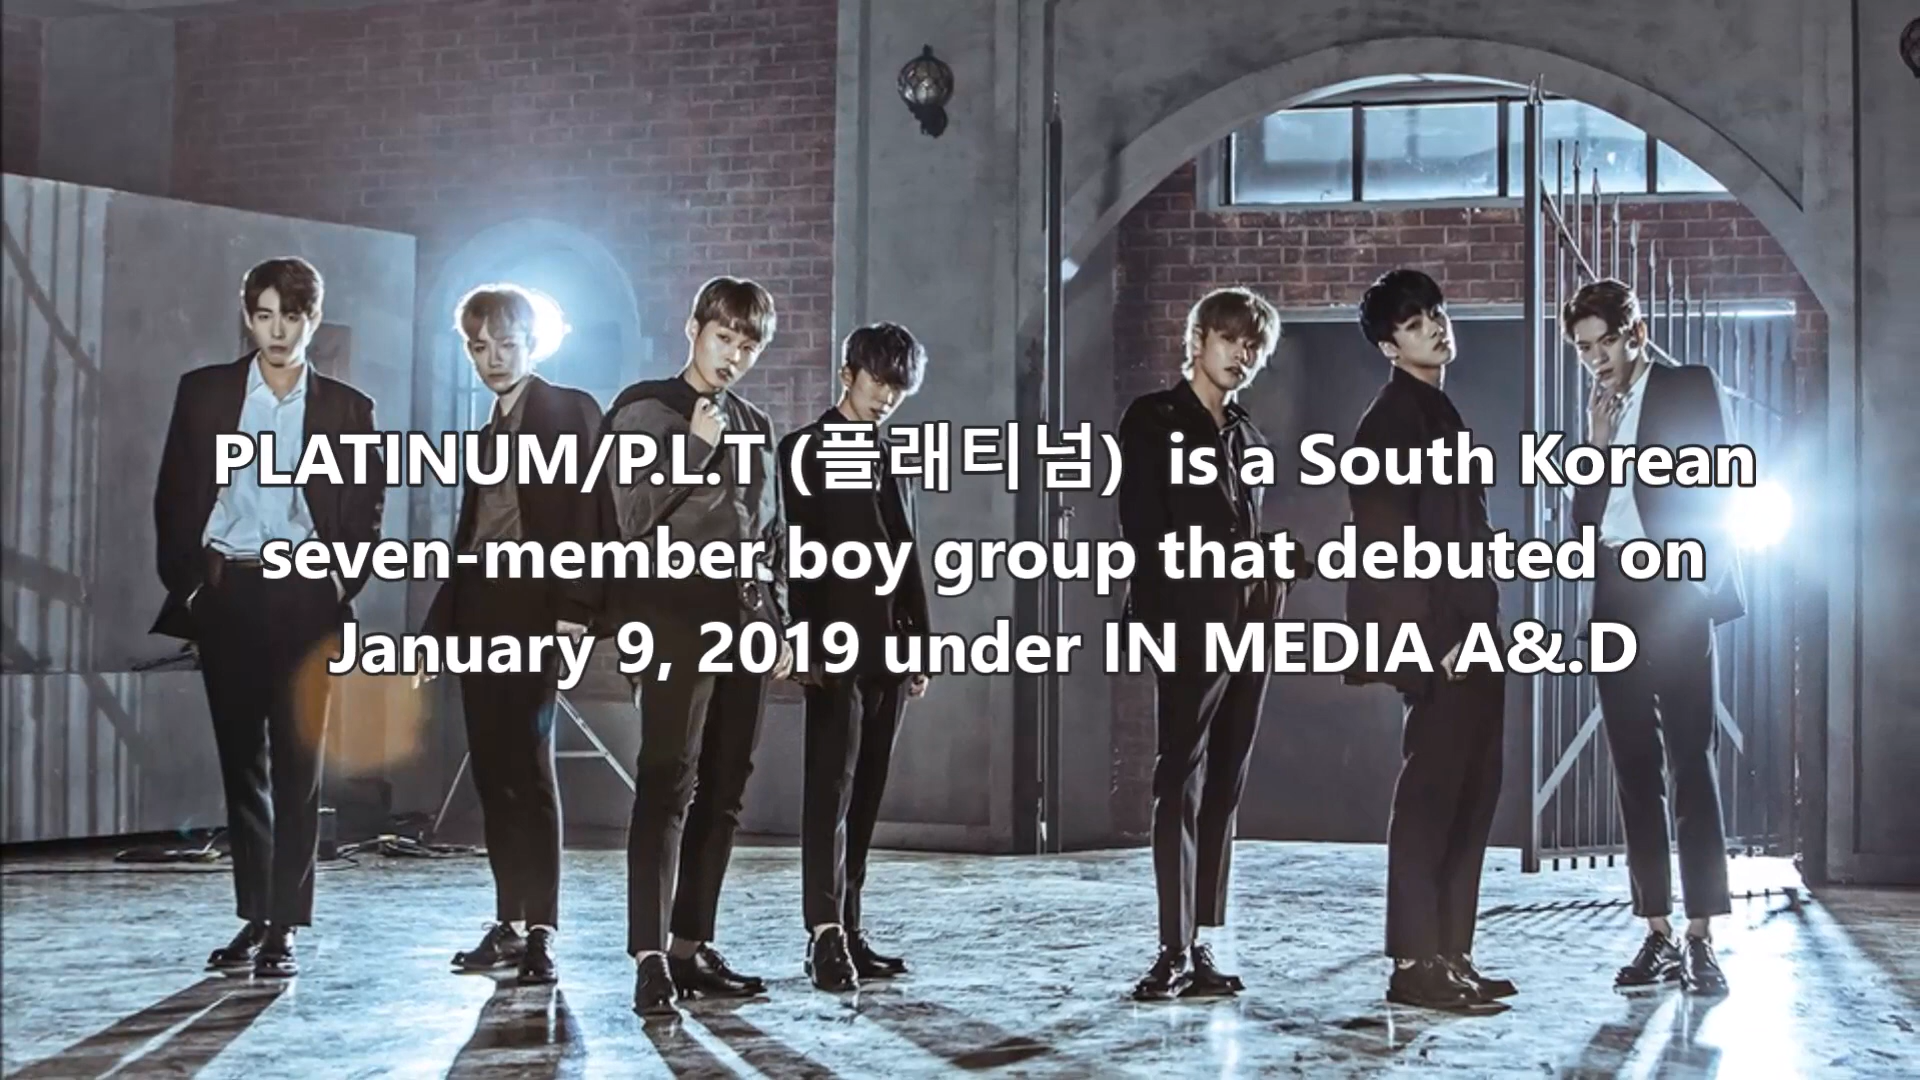 PLATINUM/P.L.T (플래티넘) is a South Korean
seven-member boy group that debuted on
January 9, 2019 under IN MEDIA A&.D